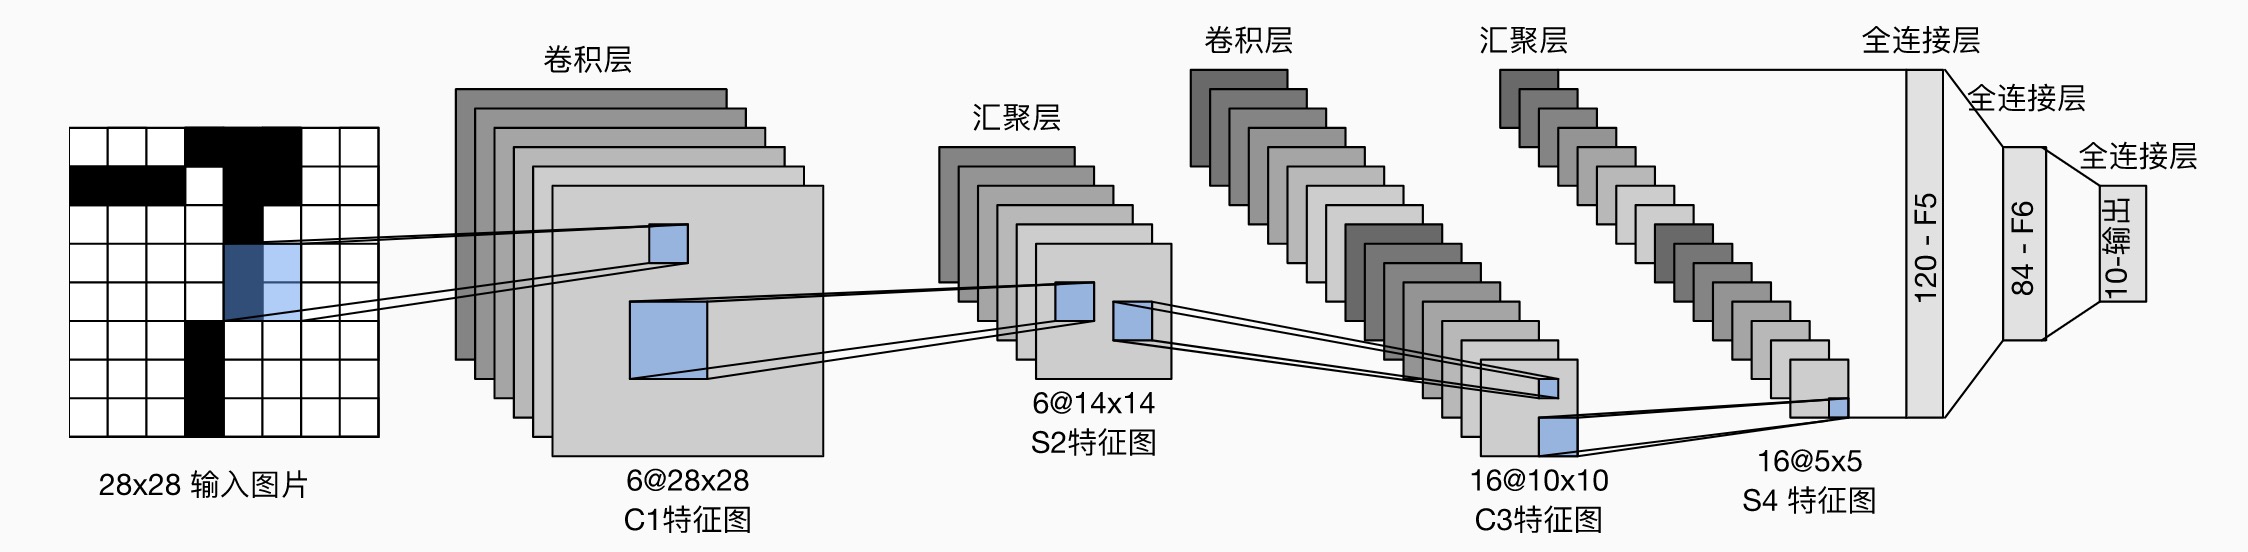 卷积层
汇聚层
卷积层
汇聚层
全连接层
全连接层
全连接层
28x28 输入图片
6@28x28
C1特征图
6@14x14
S2特征图
16@10x10
C3特征图
16@5x5
S4 特征图
120 - F5
84 - F6
10-输出